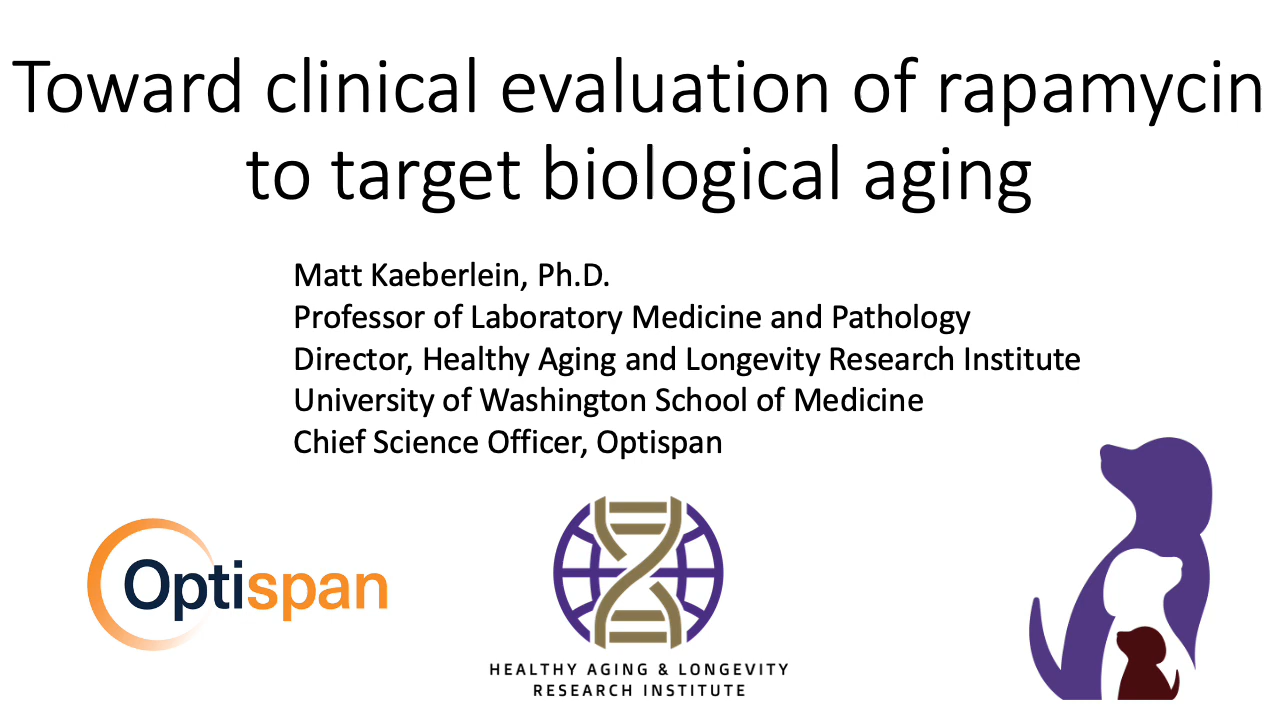 Toward clinical evaluation of rapamycin
to target biological aging
Matt Kaeberlein, Ph.D.
Professor of Laboratory Medicine and Pathology
Director, Healthy Aging and Longevity Research Institute
University of Washington School of Medicine
Chief Science Officer, Optispan
Optispan
HEALTHY AGING & LONGEVITY
RESEARCH INSTITUTE